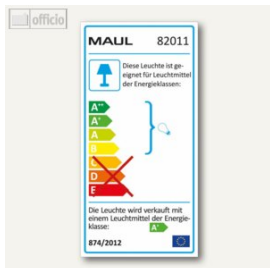 officio
MAUL 82011
Diese Leuchte ist ge-
eignet für Leuchtmittel
der Energieklassen:
A++
A+
A
B
C
D
E
Die Leuchte wird verkauft mit
einem Leuchtmittel der Energie-
klasse: A+
874/2012